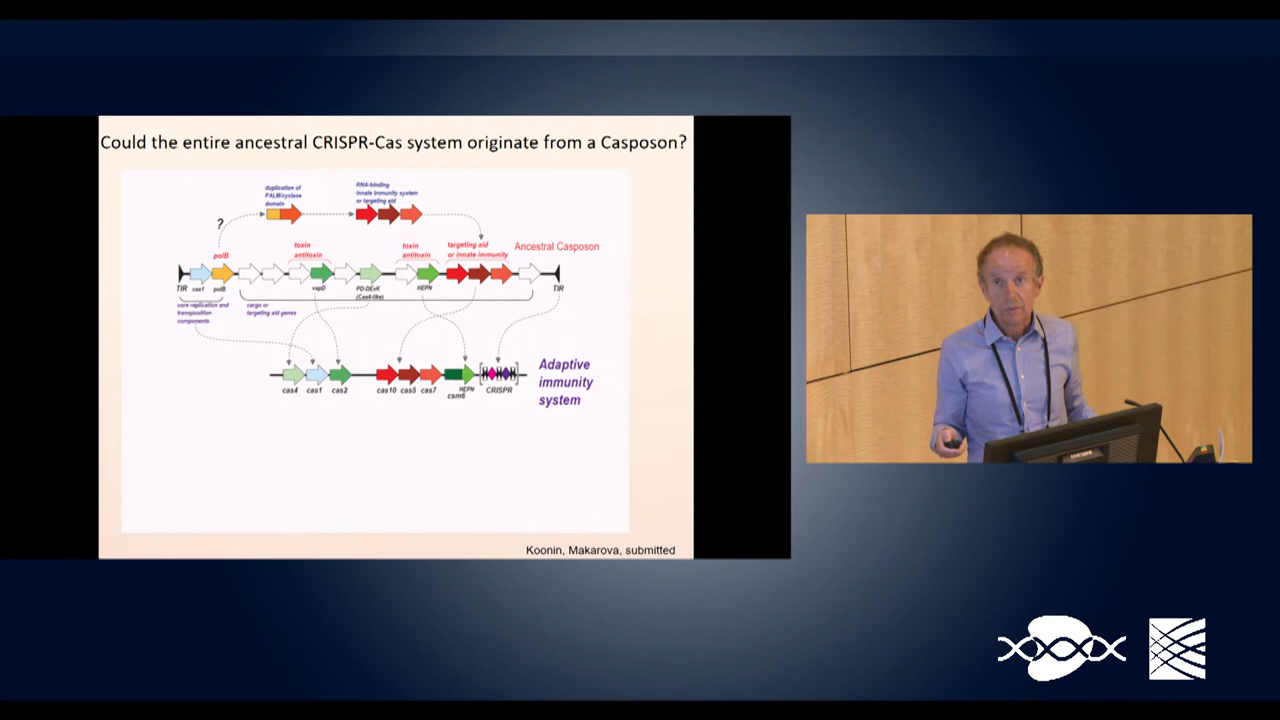 Could the entire ancestral CRISPR-Cas system originate from a Casposon?
duplication of
PALM/cyclase
domain
RNA-binding
Innate immunity system
or targeting aid
?
polB
toxin
antitoxin
toxin
antitoxin
targeting aid
or innate immunity
Ancestral Casposon
TIR
cas1
polB
vapD
PD-DExK
(Cas4-like)
HEPN
TIR
core replication and
transposition
components
cargo or
targeting aid genes
cas4
cas1
cas2
cas10
cas5
cas7
csm6
HEPN
CRISPR
Adaptive
immunity
system
Koonin, Makarova, submitted
SAMSUNG